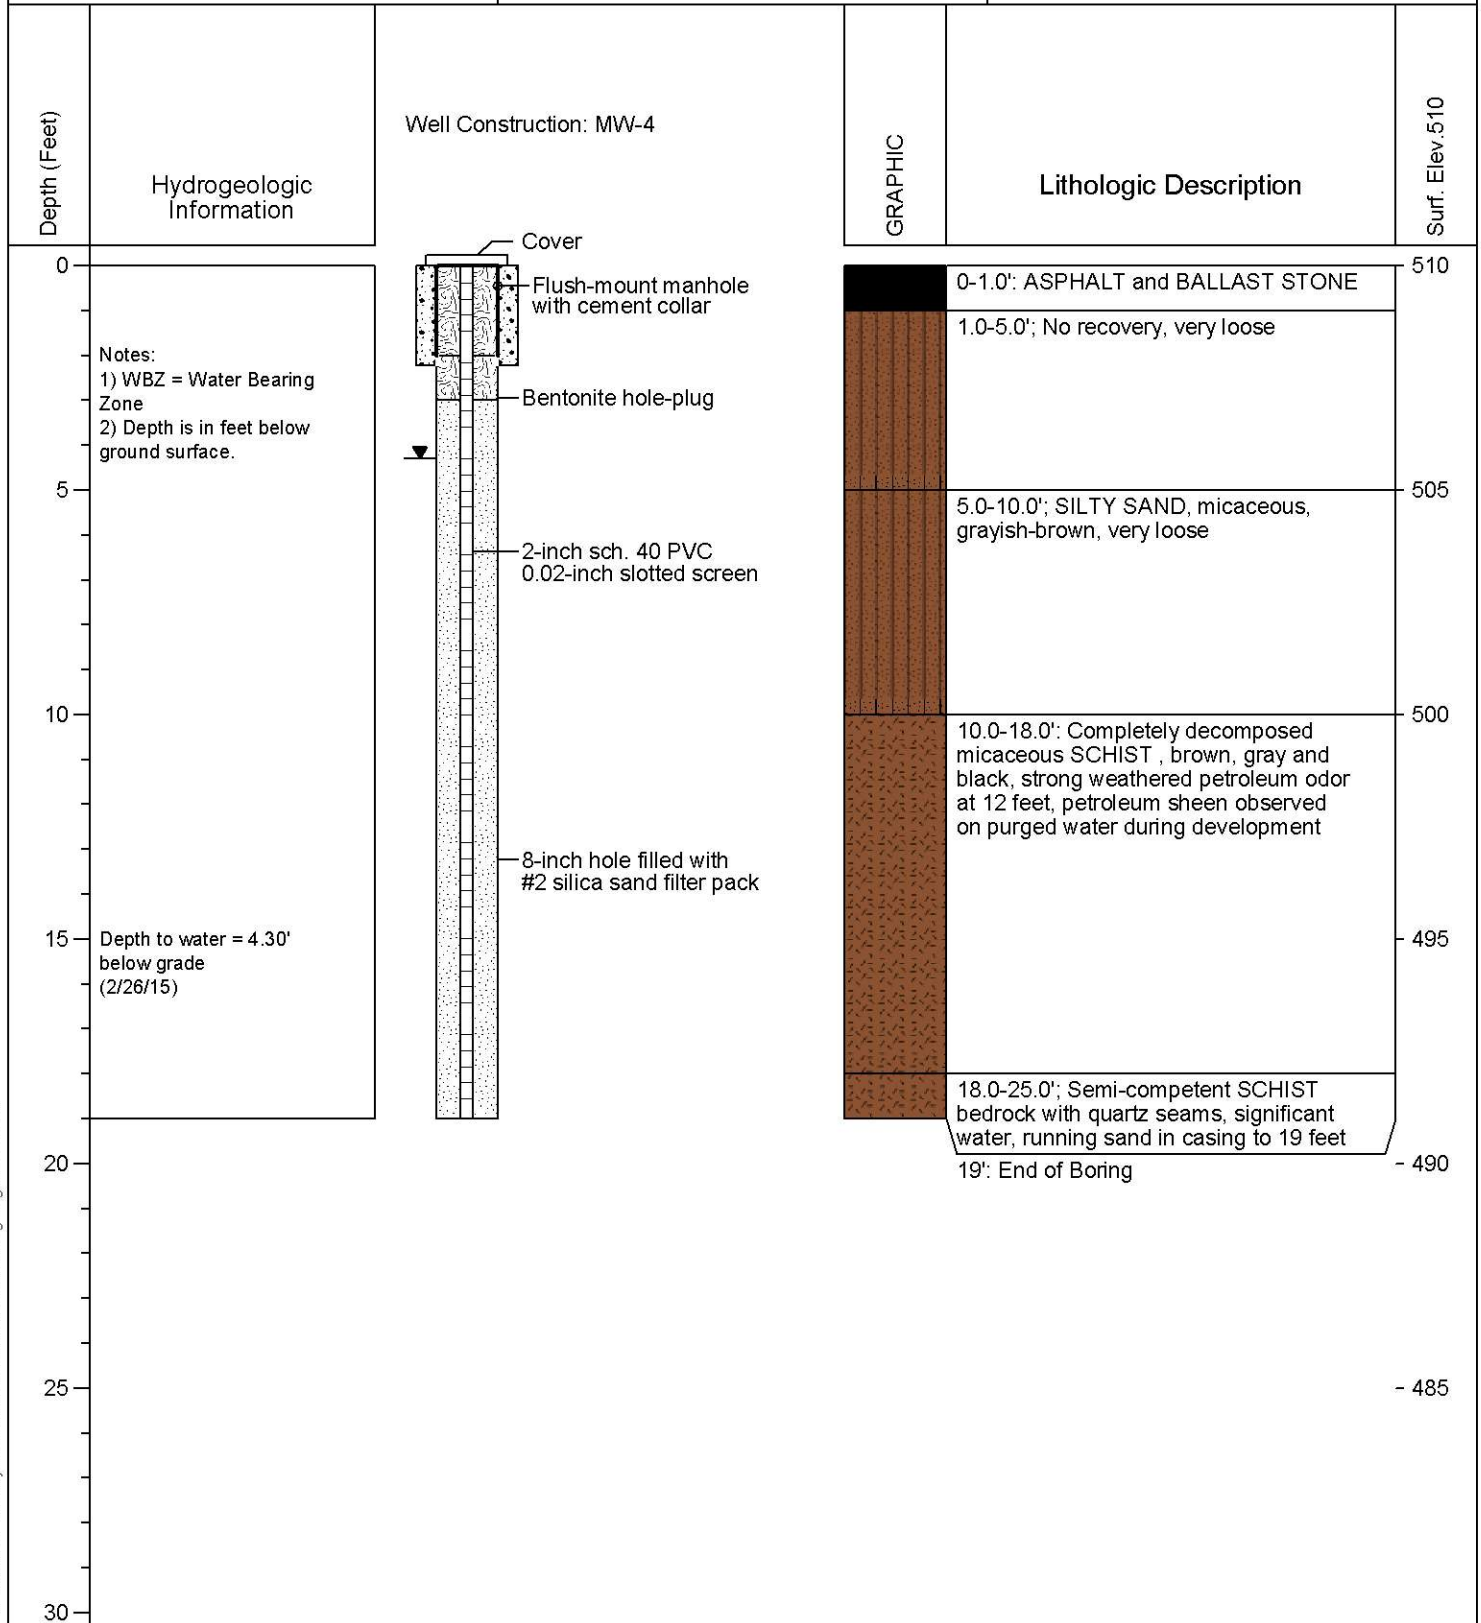 Depth (Feet)
Hydrogeologic
Information
Well Construction: MW-4
GRAPHIC
Lithologic Description
Surf. Elev.510
Cover
Flush-mount manhole
with cement collar
Bentonite hole-plug
2-inch sch. 40 PVC
0.02-inch slotted screen
8-inch hole filled with
#2 silica sand filter pack
0
5
10
15
20
25
30
Notes:
1) WBZ = Water Bearing
Zone
2) Depth is in feet below
ground surface.
Depth to water = 4.30'
below grade
(2/26/15)
0-1.0': ASPHALT and BALLAST STONE
1.0-5.0'; No recovery, very loose
5.0-10.0'; SILTY SAND, micaceous,
grayish-brown, very loose
10.0-18.0': Completely decomposed
micaceous SCHIST , brown, gray and
black, strong weathered petroleum odor
at 12 feet, petroleum sheen observed
on purged water during development
18.0-25.0'; Semi-competent SCHIST
bedrock with quartz seams, significant
water, running sand in casing to 19 feet
19': End of Boring
510
505
500
495
490
485